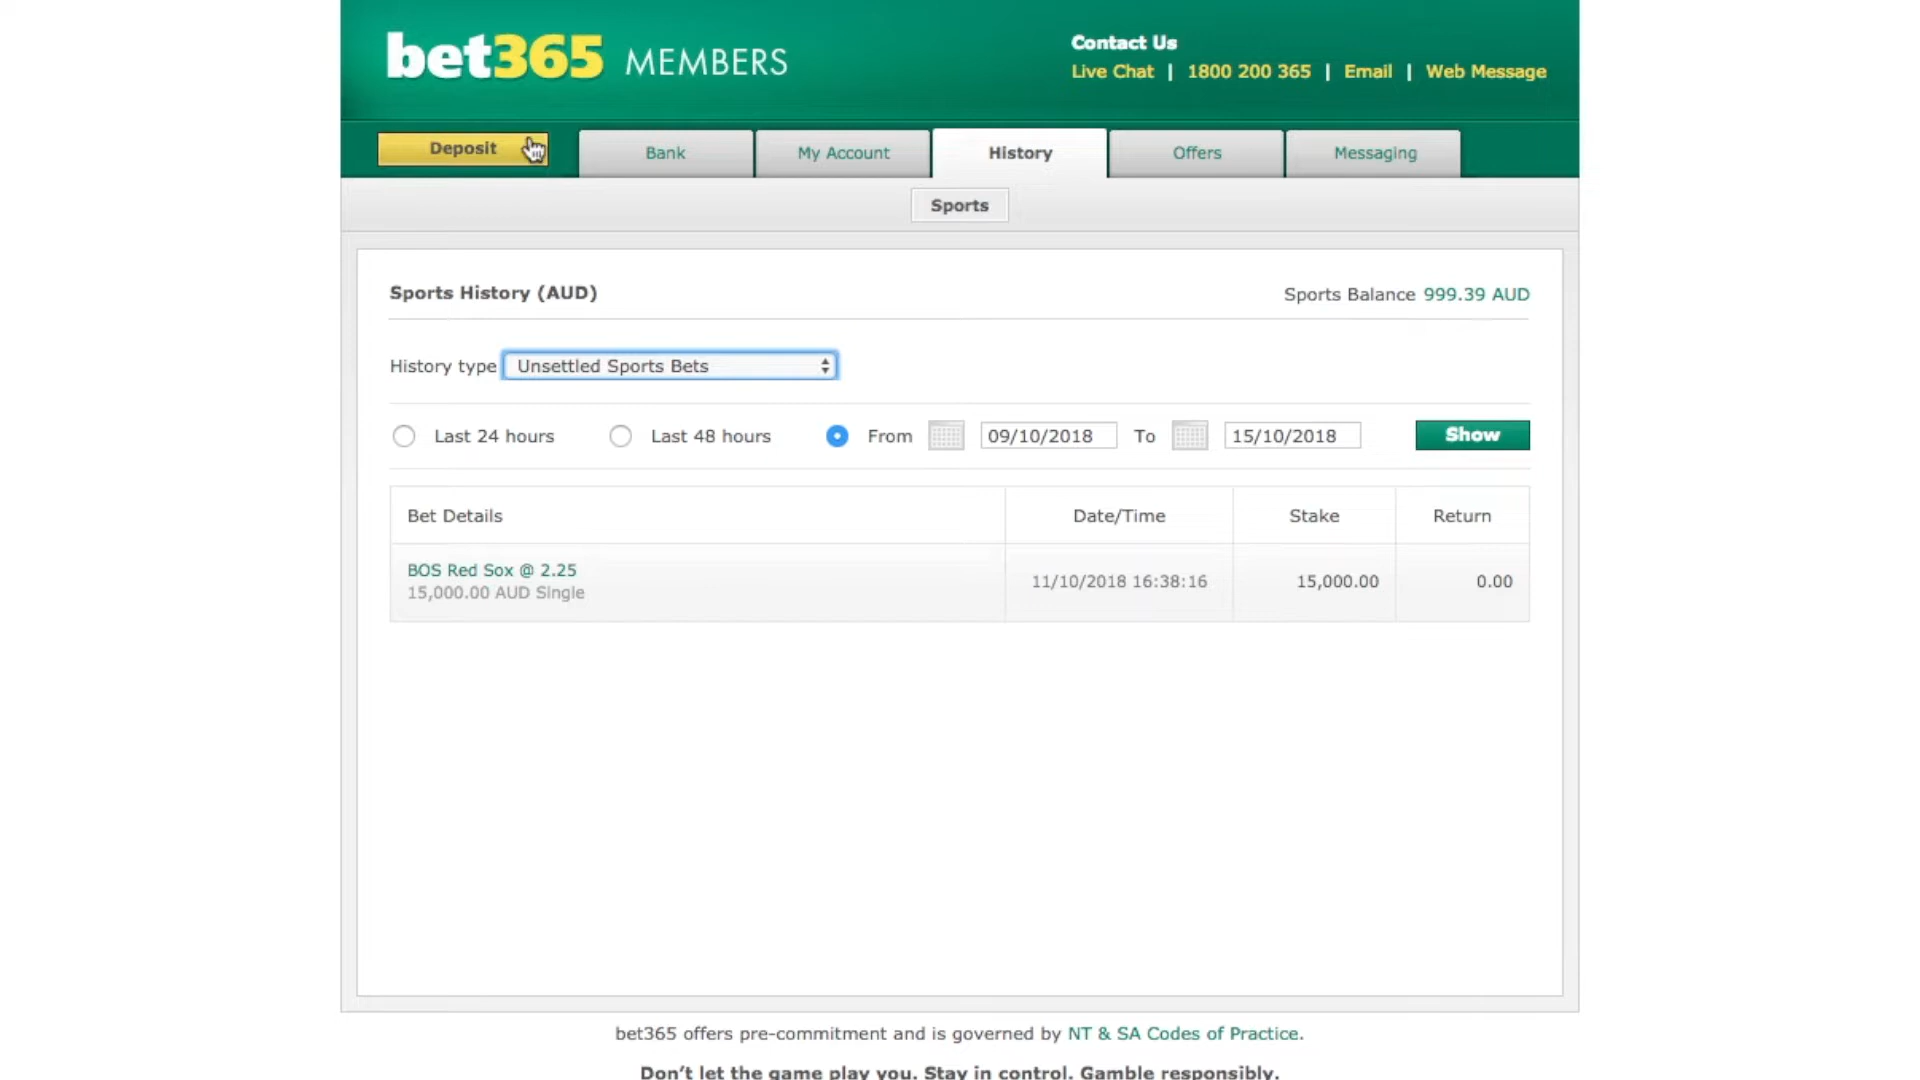 bet365 MEMBERS
Contact Us
Live Chat | 1800 200 365 | Email | Web Message
Deposit
Bank
My Account
History
Offers
Messaging
Sports
Sports History (AUD)
Sports Balance 999.39 AUD
History type Unsettled Sports Bets
Last 24 hours
Last 48 hours
From 09/10/2018 To 15/10/2018
Show
Bet Details Date/Time Stake Return
BOS Red Sox @ 2.25
15,000.00 AUD Single
11/10/2018 16:38:16 15,000.00 0.00
bet365 offers pre-commitment and is governed by NT & SA Codes of Practice.
Don't let the game play you. Stay in control. Gamble responsibly.